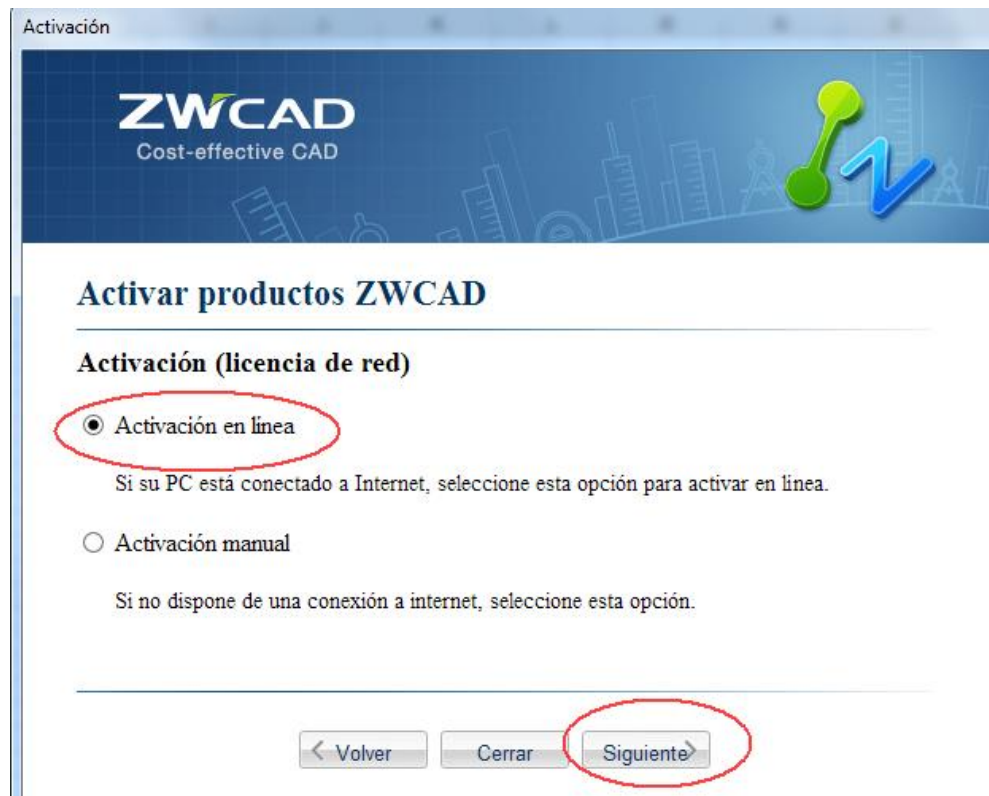 Activación
ZWCAD
Cost-effective CAD
Activar productos ZWCAD
Activación (licencia de red)
Activación en línea
Si su PC está conectado a Internet, seleccione esta opción para activar en línea.
Activación manual
Si no dispone de una conexión a internet, seleccione esta opción.
Volver
Cerrar
Siguiente